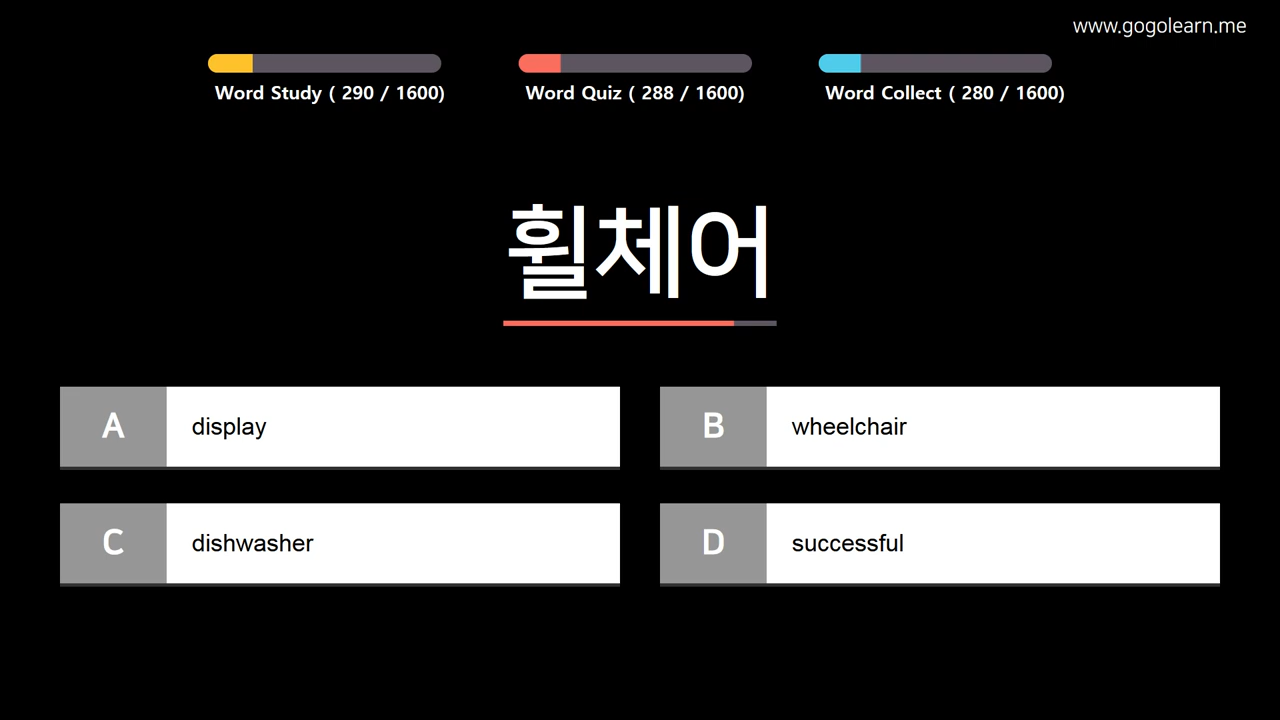 www.gogolearn.me
Word Study ( 290 / 1600)
Word Quiz ( 288 / 1600)
Word Collect ( 280 / 1600)
휠체어
A display
B wheelchair
C dishwasher
D successful